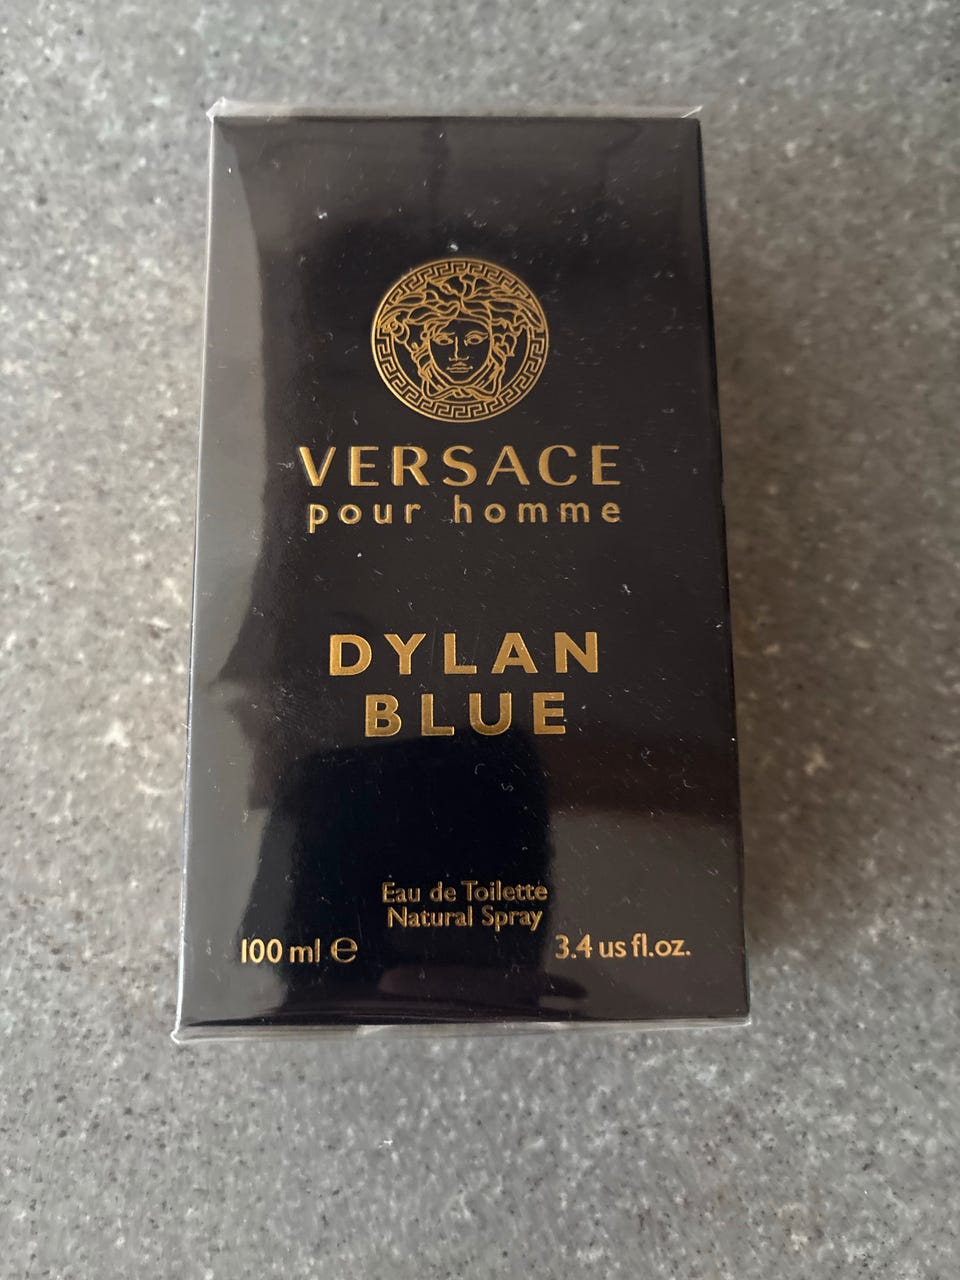 VERSACE
pour homme
DYLAN
BLUE
Eau de Toilette
Natural Spray
100 ml ℮
3.4 us fl.oz.